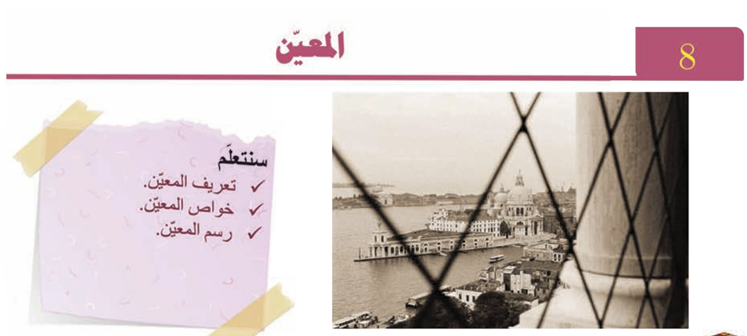 8
المعيّن
سنتعلّم
✓ تعريف المعيّن.
✓ خواص المعيّن.
✓ رسم المعيّن.